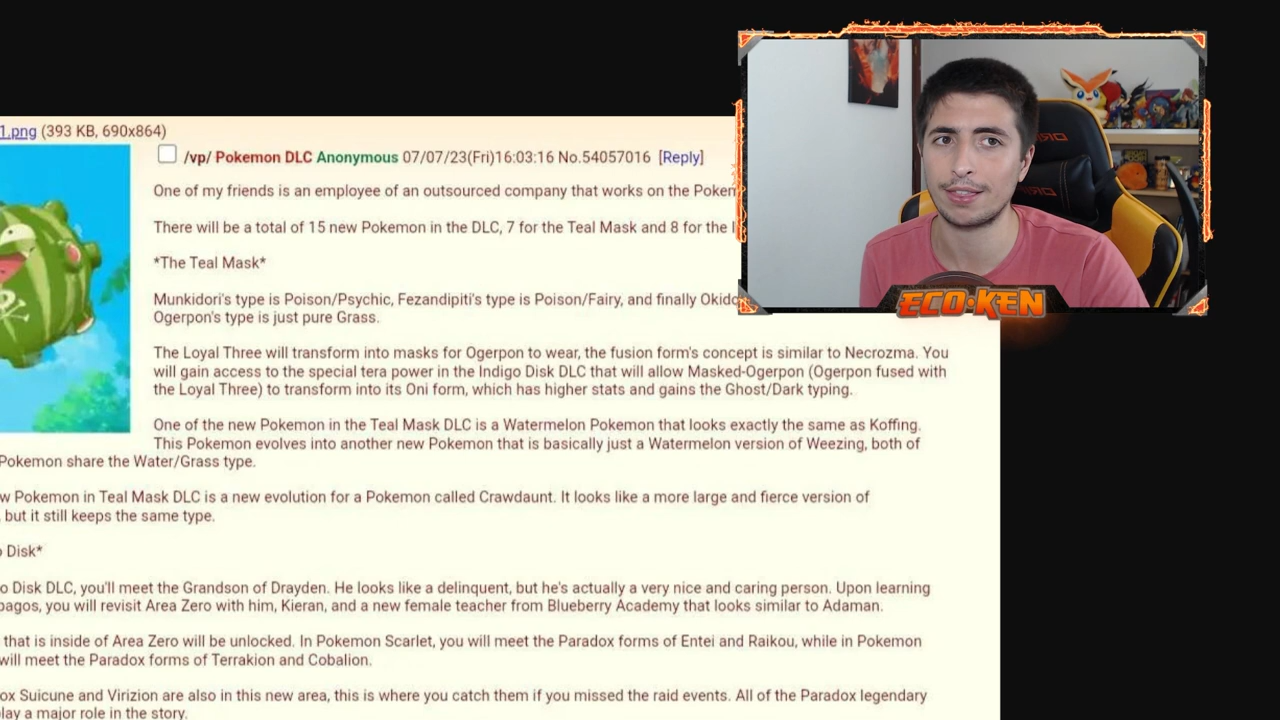 1.png (393 KB, 690x864)
/vp/ Pokemon DLC Anonymous 07/07/23(Fri)16:03:16 No.54057016 [Reply]
One of my friends is an employee of an outsourced company that works on the
There will be a total of 15 new Pokemon in the DLC, 7 for the Teal Mask and 8 for the
*The Teal Mask*
Munkidori's type is Poison/Psychic, Fezandipiti's type is Poison/Fairy, and finally
Ogerpon's type is just pure Grass.
The Loyal Three will transform into masks for Ogerpon to wear, the fusion form's concept is similar to Necrozma. You
will gain access to the special tera power in the Indigo Disk DLC that will allow Masked-Ogerpon (Ogerpon fused with
the Loyal Three) to transform into its Oni form, which has higher stats and gains the Ghost/Dark typing.
One of the new Pokemon in the Teal Mask DLC is a Watermelon Pokemon that looks exactly the same as Koffing.
This Pokemon evolves into another new Pokemon that is basically just a Watermelon version of Weezing, both of
Pokemon share the Water/Grass type.
w Pokemon in Teal Mask DLC is a new evolution for a Pokemon called Crawdaunt. It looks like a more large and fierce version of
, but it still keeps the same type.
o Disk*
o Disk DLC, you'll meet the Grandson of Drayden. He looks like a delinquent, but he's actually a very nice and caring person. Upon learning
pagos, you will revisit Area Zero with him, Kieran, and a new female teacher from Blueberry Academy that looks similar to Adaman.
that is inside of Area Zero will be unlocked. In Pokemon Scarlet, you will meet the Paradox forms of Entei and Raikou, while in Pokemon
will meet the Paradox forms of Terrakion and Cobalion.
ox Suicune and Virizion are also in this new area, this is where you catch them if you missed the raid events. All of the Paradox legendary
lay a major role in the story.
ECO•KEN